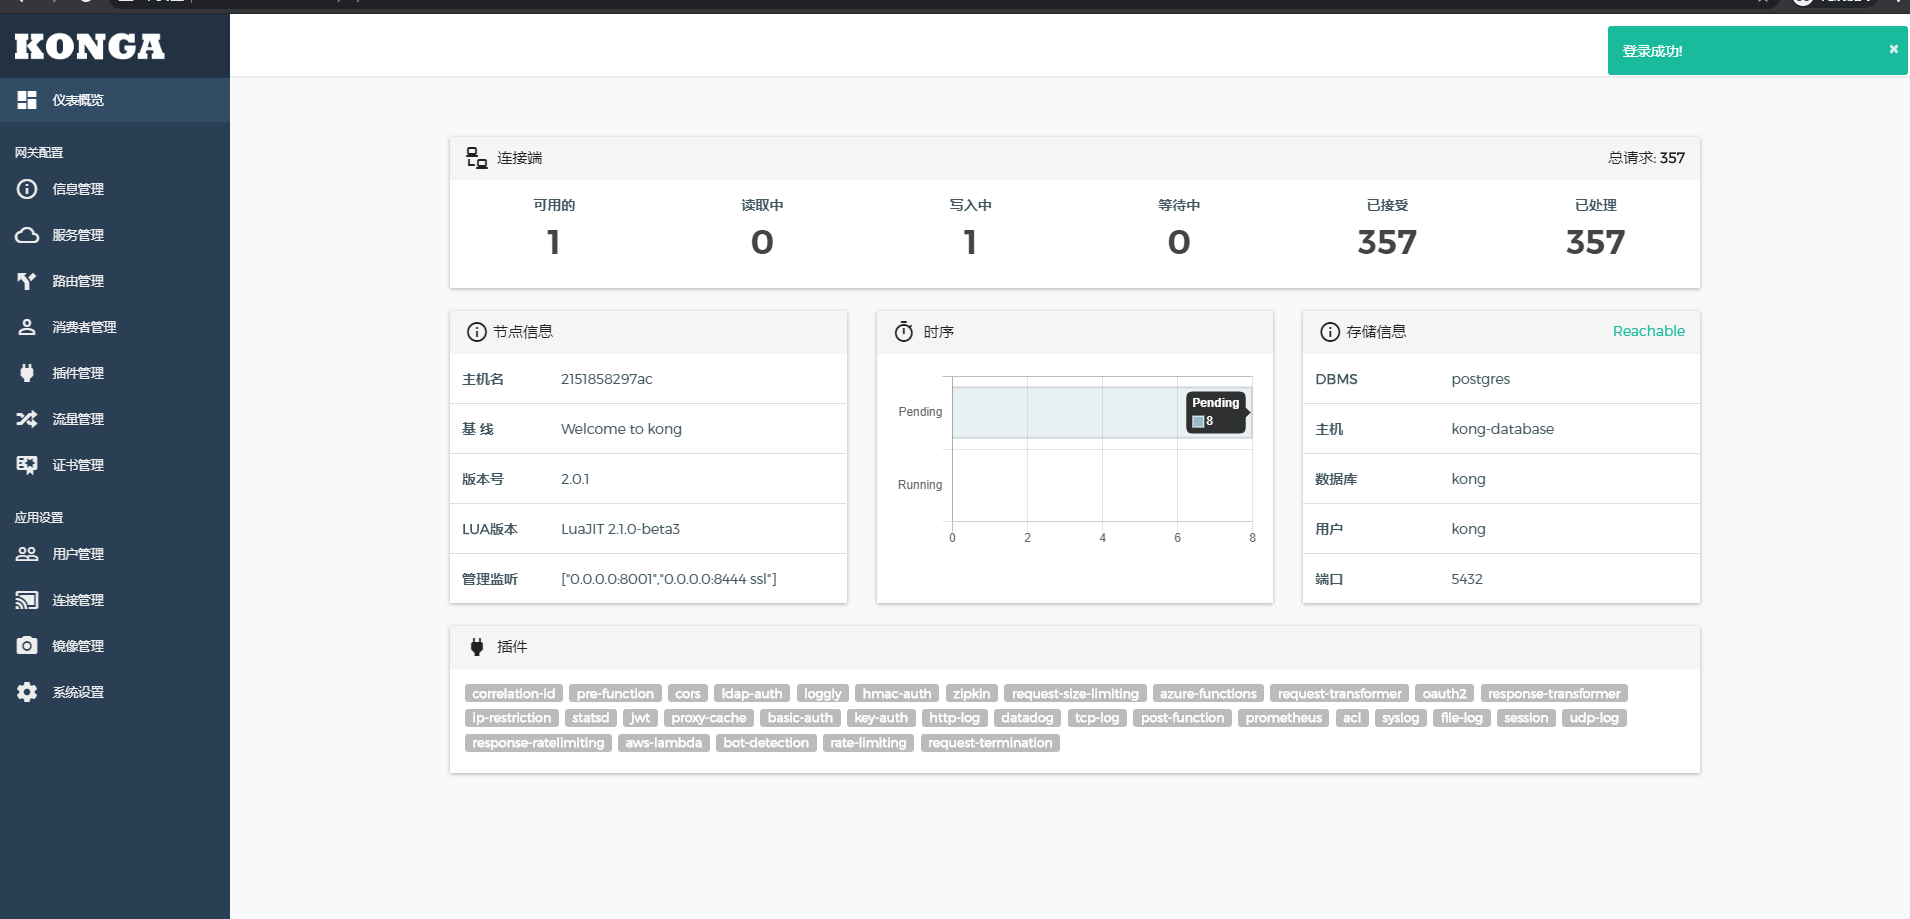 KONGA
登录成功! ×
仪表概览
网关配置
信息管理
服务管理
路由管理
消费者管理
插件管理
流量管理
证书管理
应用设置
用户管理
连接管理
镜像管理
系统设置
连接端 总请求: 357
可用的 读取中 写入中 等待中 已接受 已处理
1 0 1 0 357 357
节点信息
主机名 2151858297ac
基 线 Welcome to kong
版本号 2.0.1
LUA版本 LuaJIT 2.1.0-beta3
管理监听 ["0.0.0.0:8001","0.0.0.0:8444 ssl"]
时序
Pending
Pending
8
Running
0 2 4 6 8
存储信息 Reachable
DBMS postgres
主机 kong-database
数据库 kong
用户 kong
端口 5432
插件
correlation-id pre-function cors ldap-auth loggly hmac-auth zipkin request-size-limiting azure-functions request-transformer oauth2 response-transformer
ip-restriction statsd jwt proxy-cache basic-auth key-auth http-log datadog tcp-log post-function prometheus acl syslog file-log session udp-log
response-ratelimiting aws-lambda bot-detection rate-limiting request-termination